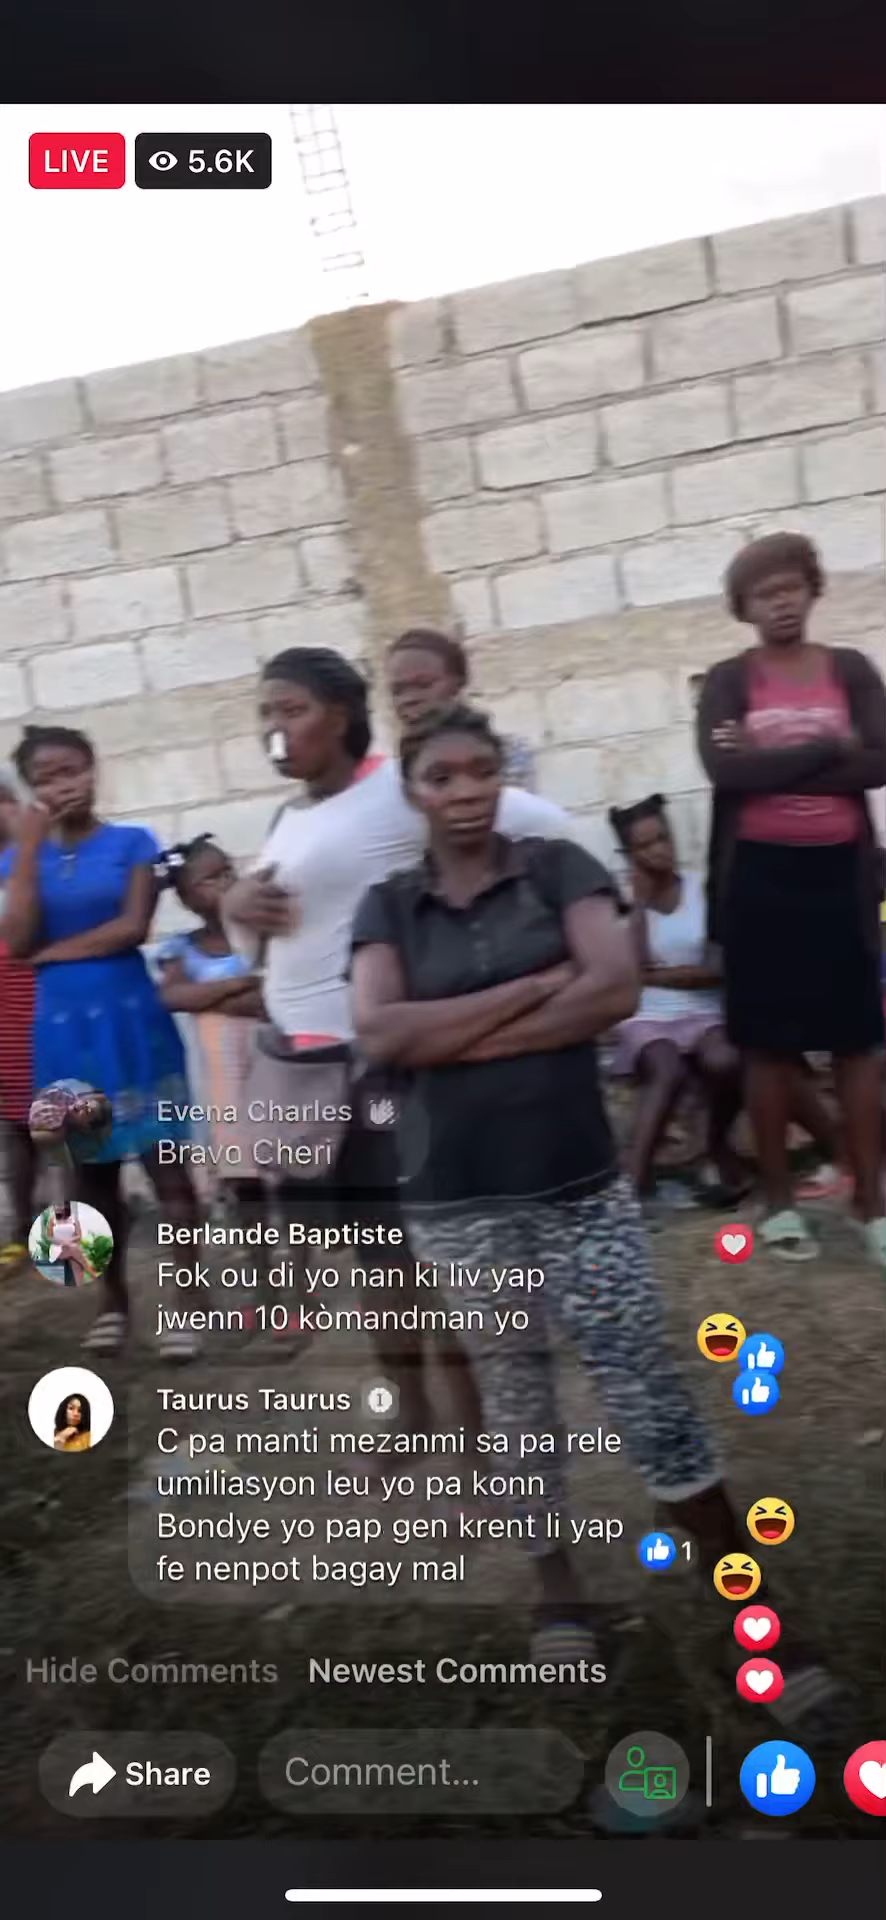 LIVE 5.6K
Evena Charles
Bravo Cheri
Berlande Baptiste
Fok ou di yo nan ki liv yap
jwenn 10 kòmandman yo
Taurus Taurus
C pa manti mezanmi sa pa rele
umiliasyon leu yo pa konn
Bondye yo pap gen krent li yap
fe nenpot bagay mal
1
Hide Comments Newest Comments
Share Comment...